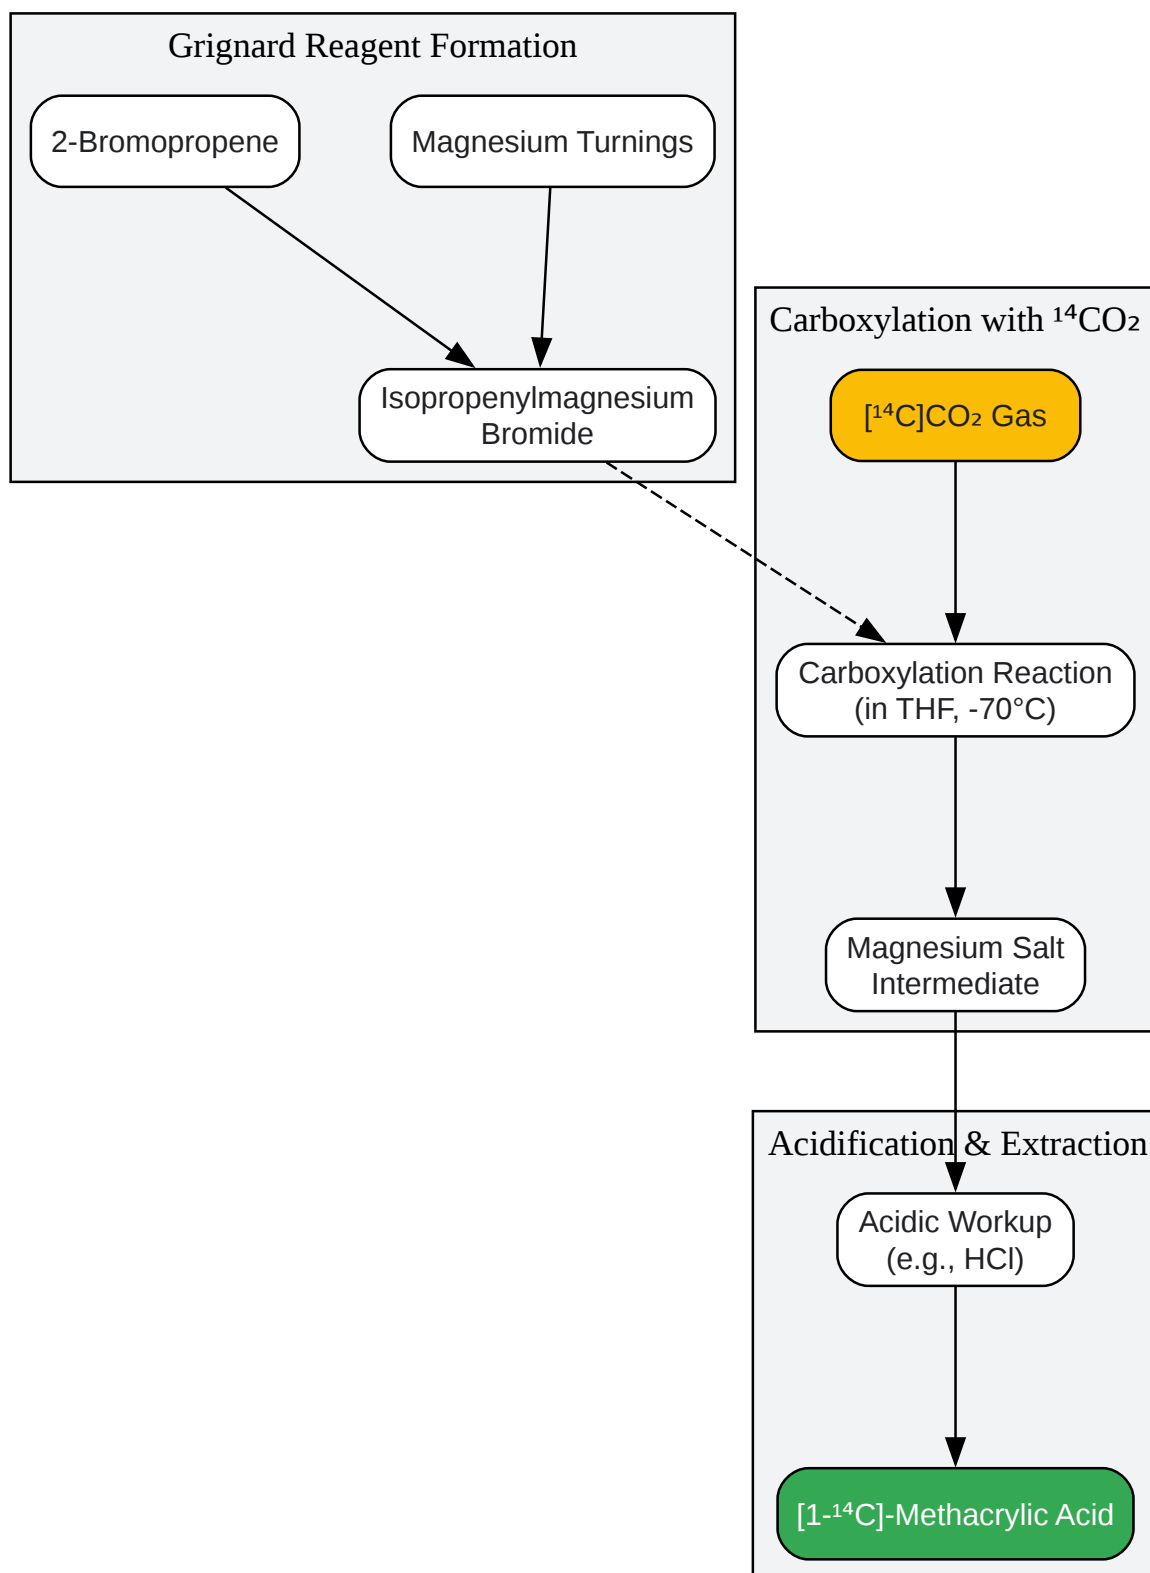 Grignard Reagent Formation
2-Bromopropene
Magnesium Turnings
Isopropenylmagnesium
Bromide
Carboxylation with ¹⁴CO₂
[¹⁴C]CO₂ Gas
Carboxylation Reaction
(in THF, -70°C)
Magnesium Salt
Intermediate
Acidification & Extraction
Acidic Workup
(e.g., HCl)
[1-¹⁴C]-Methacrylic Acid